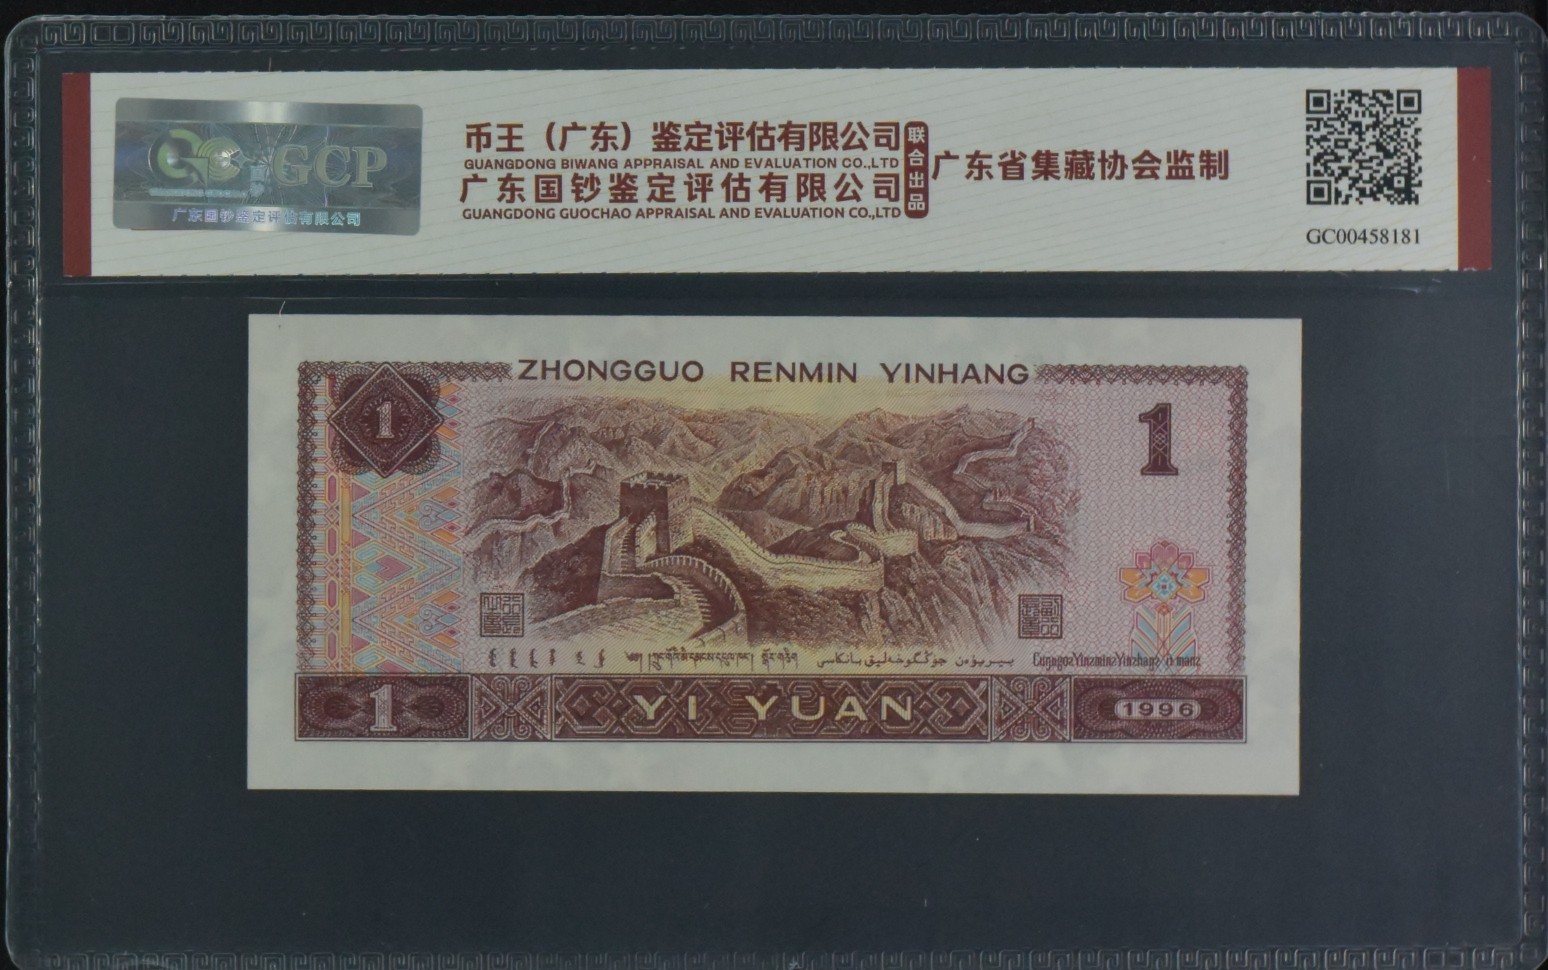 GCP
广东国钞鉴定评估有限公司
币王（广东）鉴定评估有限公司
GUANGDONG BIWANG APPRAISAL AND EVALUATION CO.,LTD
广东国钞鉴定评估有限公司
GUANGDONG GUOCHAO APPRAISAL AND EVALUATION CO.,LTD
联合出品
广东省集藏协会监制
GC00458181
ZHONGGUO RENMIN YINHANG
1
1
1
YI YUAN
1996